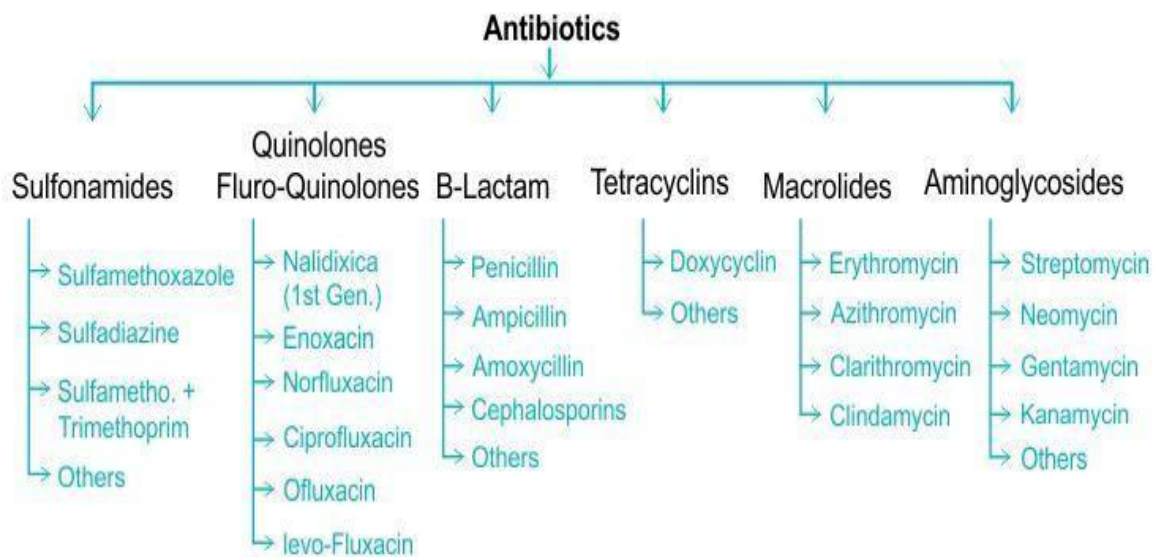 Antibiotics
Sulfonamides
Sulfamethoxazole
Sulfadiazine
Sulfametho. +
Trimethoprim
Others
Quinolones
Fluro-Quinolones
Nalidixica
(1st Gen.)
Enoxacin
Norfluxacin
Ciprofluxacin
Ofluxacin
levo-Fluxacin
B-Lactam
Penicillin
Ampicillin
Amoxycillin
Cephalosporins
Others
Tetracyclins
Doxycyclin
Others
Macrolides
Erythromycin
Azithromycin
Clarithromycin
Clindamycin
Aminoglycosides
Streptomycin
Neomycin
Gentamycin
Kanamycin
Others